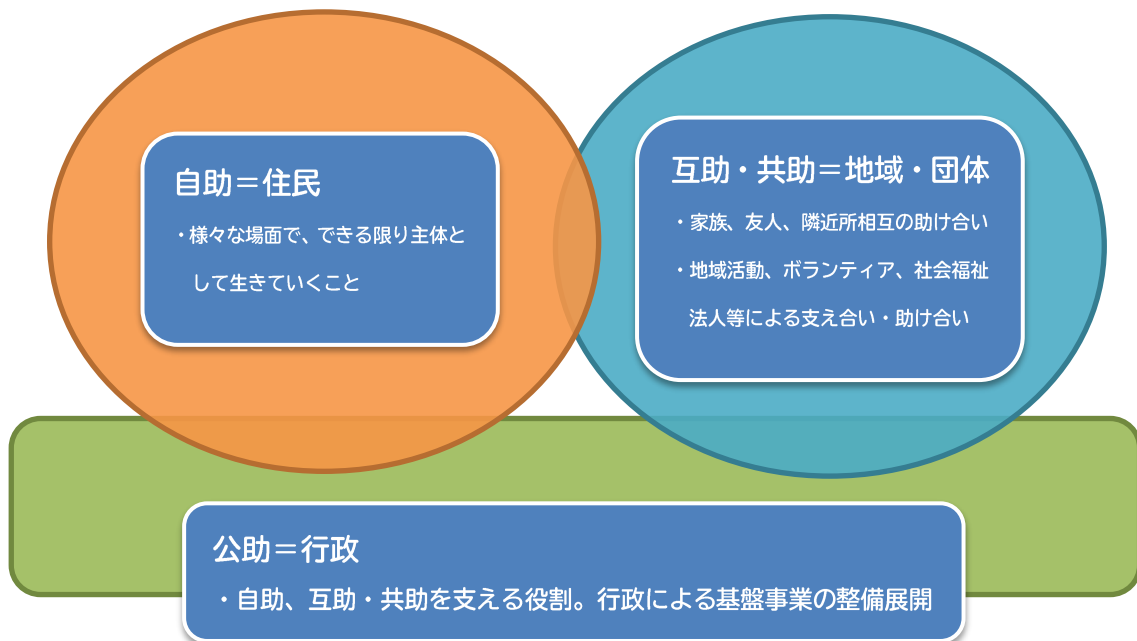 自助＝住民
・様々な場面で、できる限り主体と
して生きていくこと
互助・共助＝地域・団体
・家族、友人、隣近所相互の助け合い
・地域活動、ボランティア、社会福祉
法人等による支え合い・助け合い
公助＝行政
・自助、互助・共助を支える役割。行政による基盤事業の整備展開